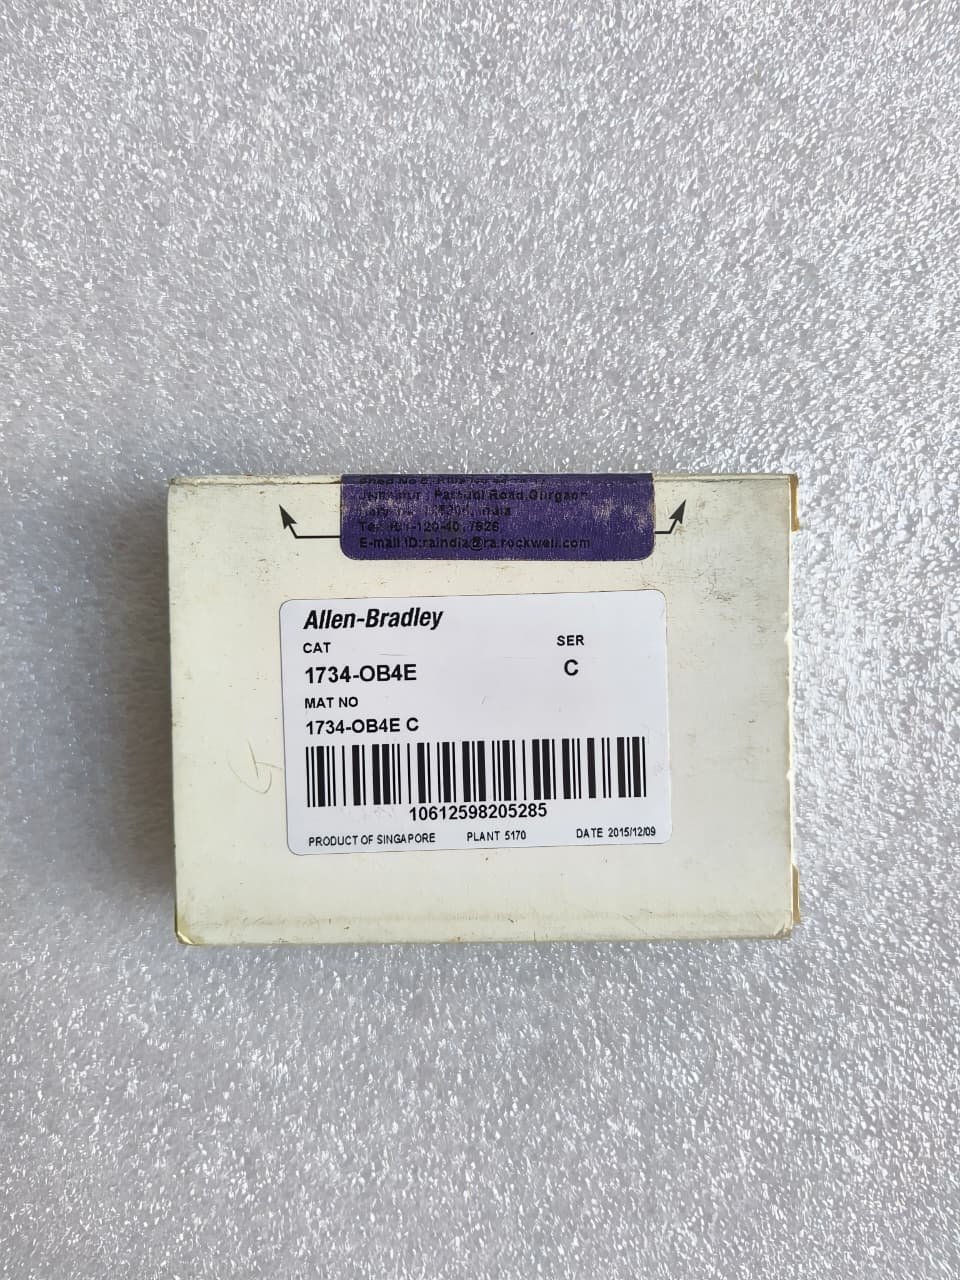 Pataudi Road, Gurgaon
India
E-mail ID:raindia@ra.rockwell.com
Allen-Bradley
CAT
SER
1734-OB4E
C
MAT NO
1734-OB4E C
10612598205285
PRODUCT OF SINGAPORE PLANT 5170 DATE 2015/12/09